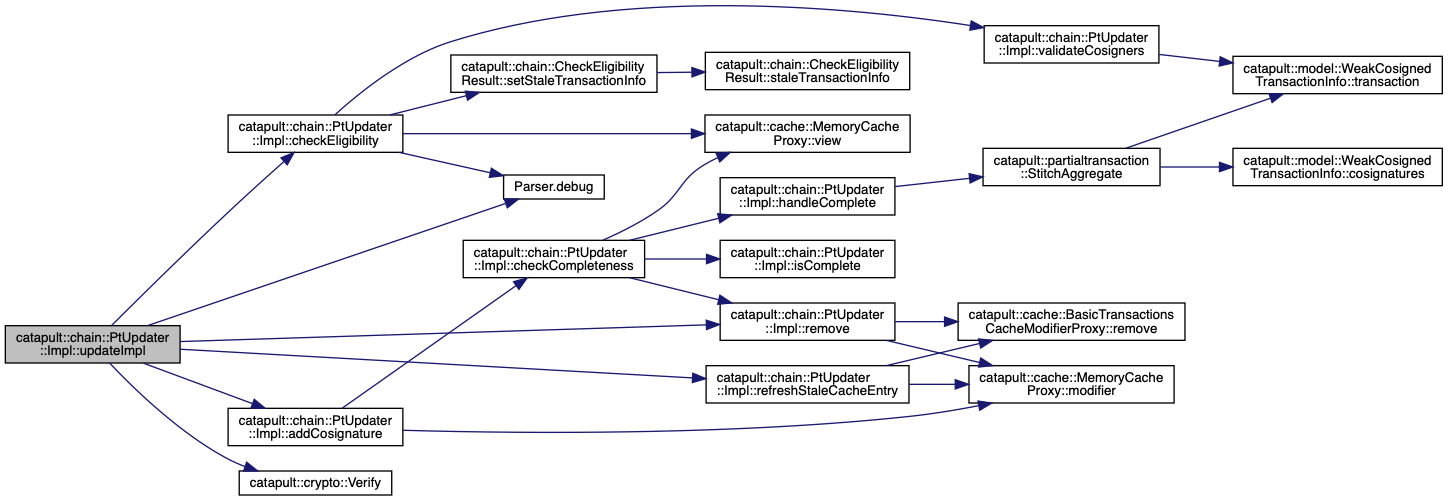 catapult::chain::PtUpdater
::Impl::updateImpl
catapult::chain::PtUpdater
::Impl::checkEligibility
catapult::chain::CheckEligibility
Result::setStaleTransactionInfo
catapult::chain::CheckEligibility
Result::staleTransactionInfo
catapult::chain::PtUpdater
::Impl::validateCosigners
catapult::model::WeakCosigned
TransactionInfo::transaction
catapult::cache::MemoryCache
Proxy::view
Parser.debug
catapult::chain::PtUpdater
::Impl::handleComplete
catapult::partialtransaction
::StitchAggregate
catapult::model::WeakCosigned
TransactionInfo::cosignatures
catapult::chain::PtUpdater
::Impl::checkCompleteness
catapult::chain::PtUpdater
::Impl::isComplete
catapult::chain::PtUpdater
::Impl::remove
catapult::cache::BasicTransactions
CacheModifierProxy::remove
catapult::chain::PtUpdater
::Impl::refreshStaleCacheEntry
catapult::cache::MemoryCache
Proxy::modifier
catapult::chain::PtUpdater
::Impl::addCosignature
catapult::crypto::Verify